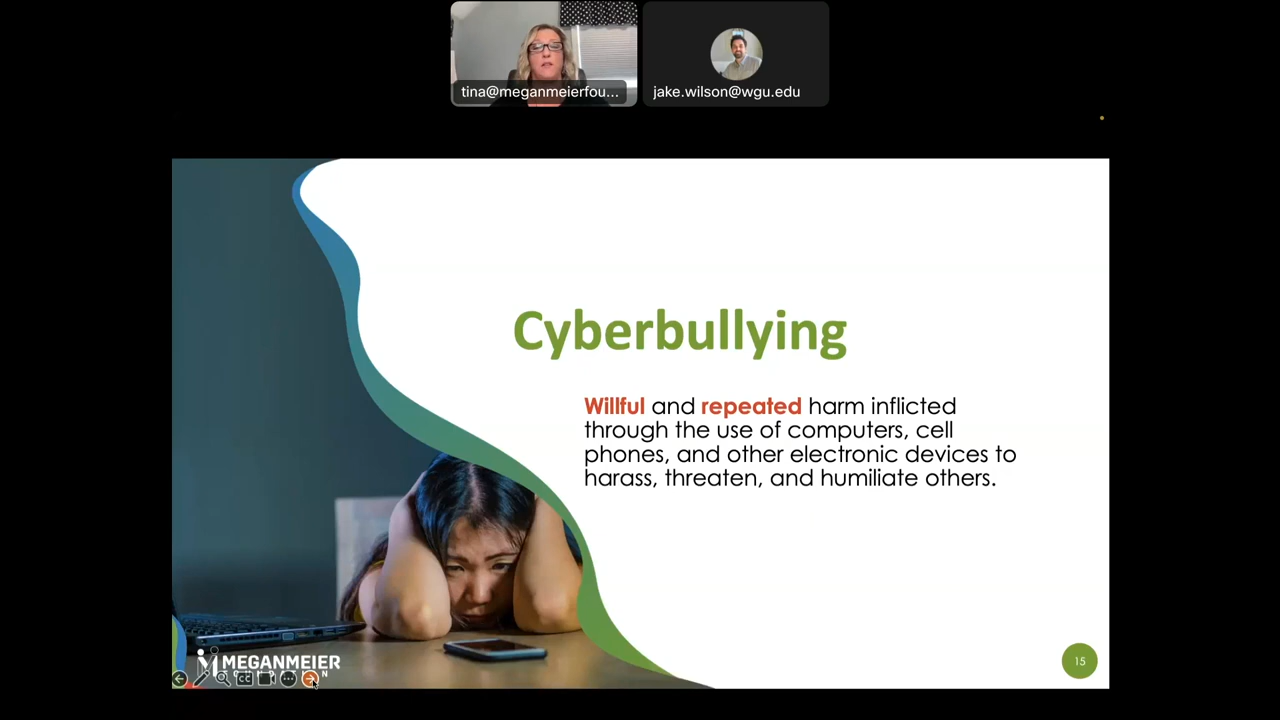 tina@meganmeierfou...
jake.wilson@wgu.edu
Cyberbullying
Willful and repeated harm inflicted
through the use of computers, cell
phones, and other electronic devices to
harass, threaten, and humiliate others.
MEGANMEIER
CC
15